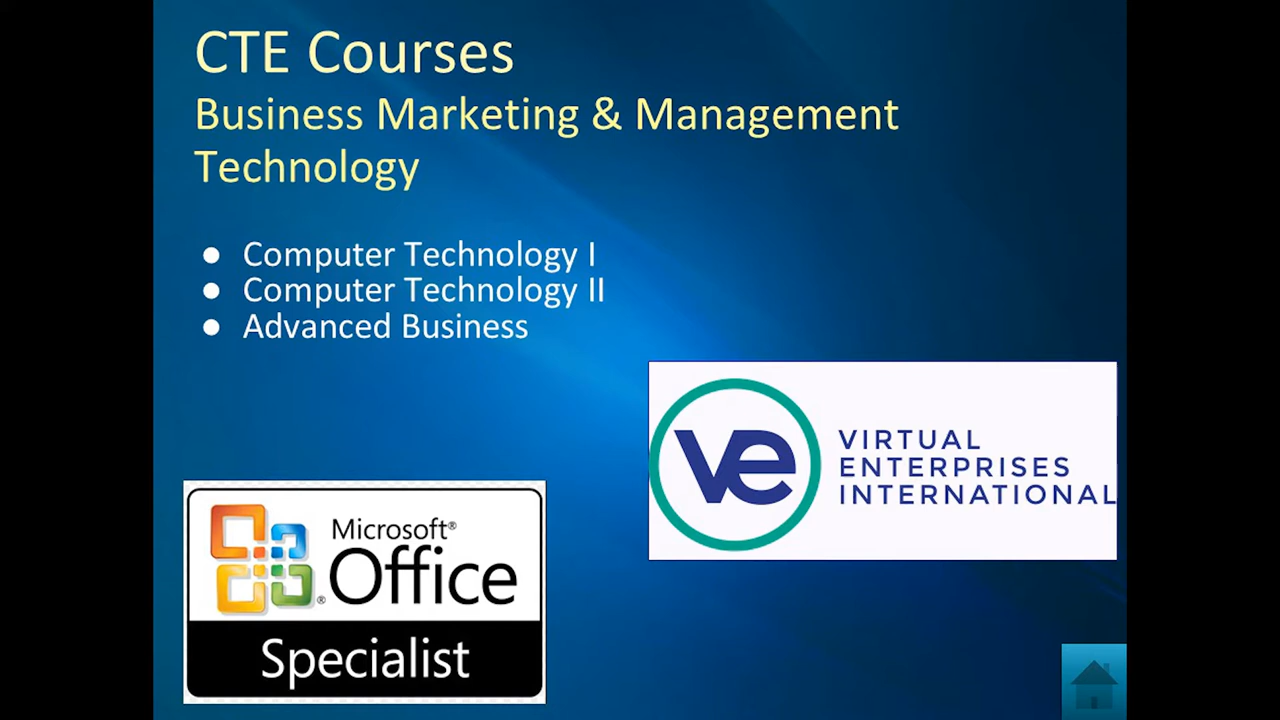 CTE Courses
Business Marketing & Management
Technology
● Computer Technology I
● Computer Technology II
● Advanced Business
ve
VIRTUAL
ENTERPRISES
INTERNATIONAL
Microsoft®
Office
®
Specialist